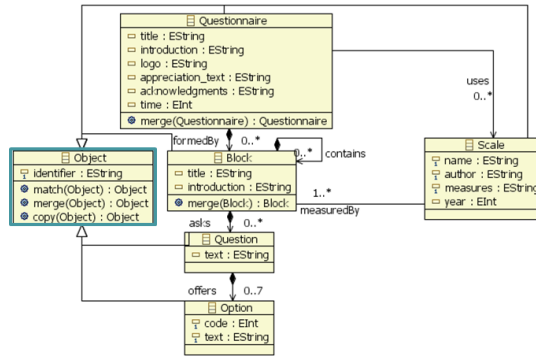 Questionnaire
title : EString
introduction : EString
logo : EString
appreciation_text : EString
acknowledgments : EString
time : EInt
merge(Questionnaire) : Questionnaire
uses
0..*
formedBy
0..*
Object
identifier : EString
match(Object) : Object
merge(Object) : Object
copy(Object) : Object
Block
title : EString
introduction : EString
merge(Block) : Block
0..*
contains
Scale
name : EString
author : EString
measures : EString
year : EInt
1..*
measuredBy
asks
0..*
Question
text : EString
offers
0..7
Option
code : EInt
text : EString